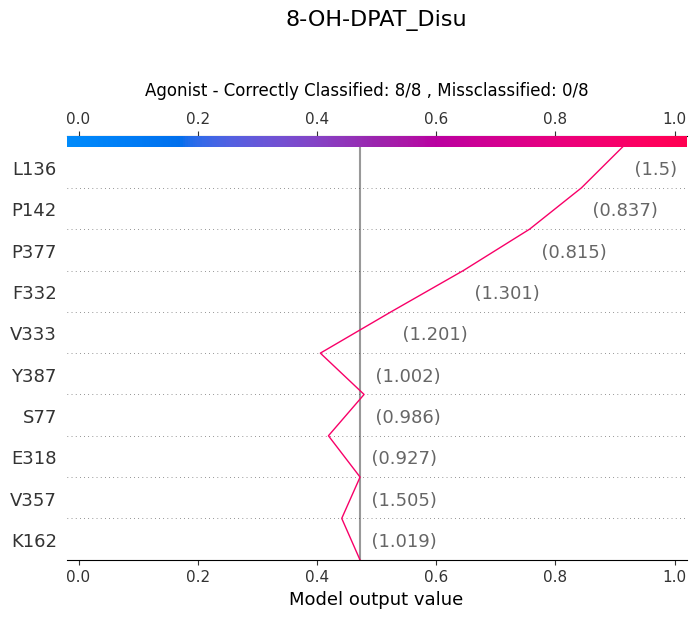 8-OH-DPAT_Disu
Agonist - Correctly Classified: 8/8 , Missclassified: 0/8
0.0 0.2 0.4 0.6 0.8 1.0
L136 (1.5)
P142 (0.837)
P377 (0.815)
F332 (1.301)
V333 (1.201)
Y387 (1.002)
S77 (0.986)
E318 (0.927)
V357 (1.505)
K162 (1.019)
0.0 0.2 0.4 0.6 0.8 1.0
Model output value